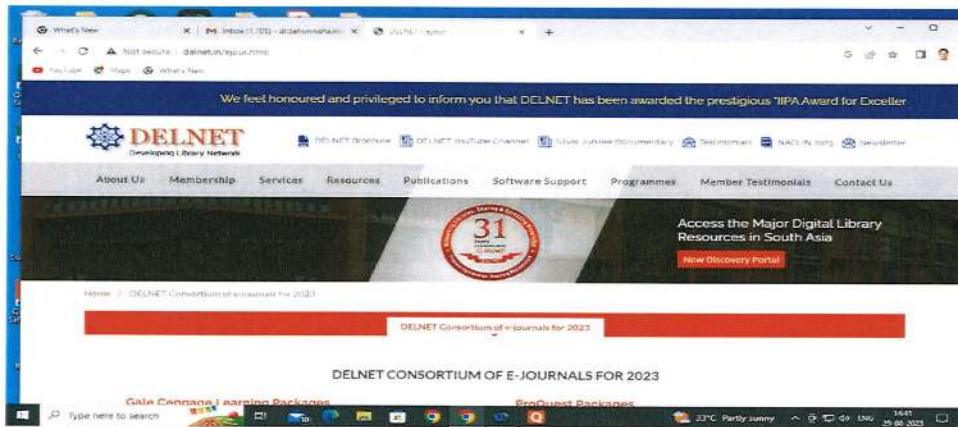 What's New
Not secure delnet.in/ejour.html
YouTube Maps What's New
We feel honoured and privileged to inform you that DELNET has been awarded the prestigious "IIPA Award for Exceller
DELNET
Developing Library Network
DELNET Brochure DELNET YouTube Channel Silver Jubilee Documentary Testimonials NACLIN 2023 Newsletter
About Us Membership Services Resources Publications Software Support Programmes Member Testimonials Contact Us
31
Access the Major Digital Library
Resources in South Asia
New Discovery Portal
Home / DELNET Consortium of e-journals for 2023
DELNET Consortium of e-journals for 2023
DELNET CONSORTIUM OF E-JOURNALS FOR 2023
Gale Cengage Learning Packages ProQuest Packages
Type here to search 33°C Partly sunny ENG 14:41
29-08-2023